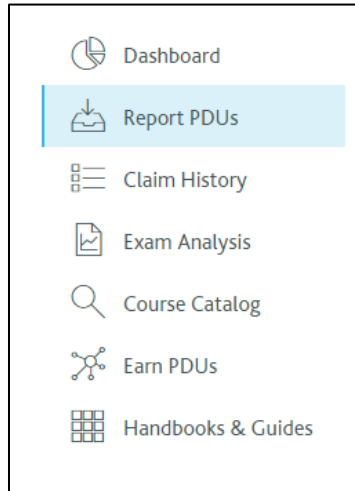 Dashboard
Report PDUs
Claim History
Exam Analysis
Course Catalog
Earn PDUs
Handbooks & Guides